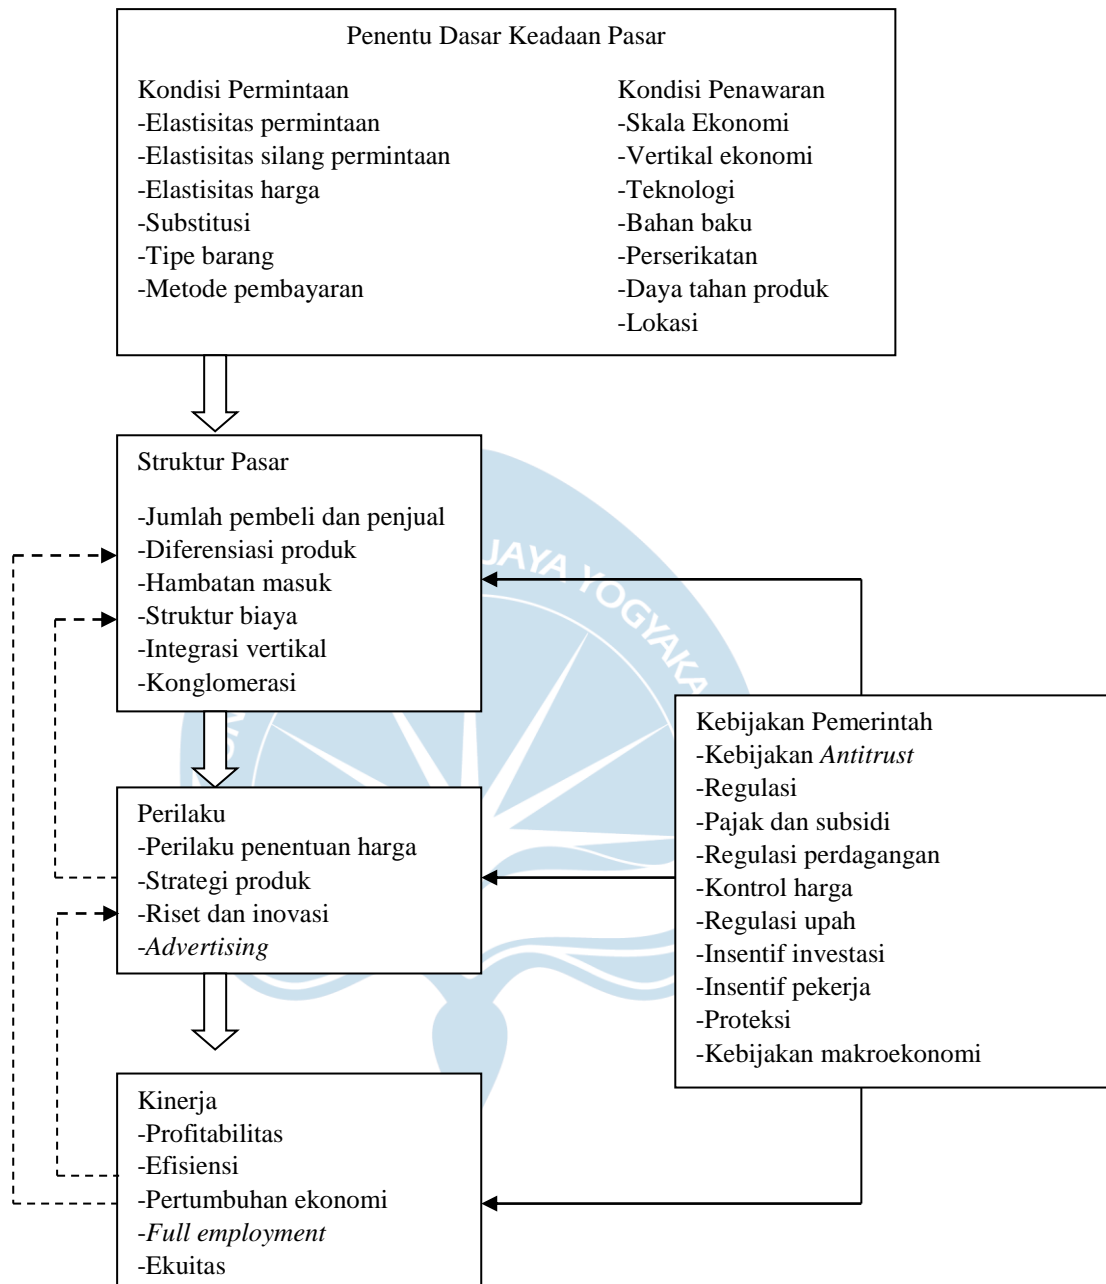 Penentu Dasar Keadaan Pasar
Kondisi Permintaan
-Elastisitas permintaan
-Elastisitas silang permintaan
-Elastisitas harga
-Substitusi
-Tipe barang
-Metode pembayaran
Kondisi Penawaran
-Skala Ekonomi
-Vertikal ekonomi
-Teknologi
-Bahan baku
-Perserikatan
-Daya tahan produk
-Lokasi
Struktur Pasar
-Jumlah pembeli dan penjual
-Diferensiasi produk
-Hambatan masuk
-Struktur biaya
-Integrasi vertikal
-Konglomerasi
JAYA YOGYAKA
Perilaku
-Perilaku penentuan harga
-Strategi produk
-Riset dan inovasi
-Advertising
Kebijakan Pemerintah
-Kebijakan Antitrust
-Regulasi
-Pajak dan subsidi
-Regulasi perdagangan
-Kontrol harga
-Regulasi upah
-Insentif investasi
-Insentif pekerja
-Proteksi
-Kebijakan makroekonomi
Kinerja
-Profitabilitas
-Efisiensi
-Pertumbuhan ekonomi
-Full employment
-Ekuitas